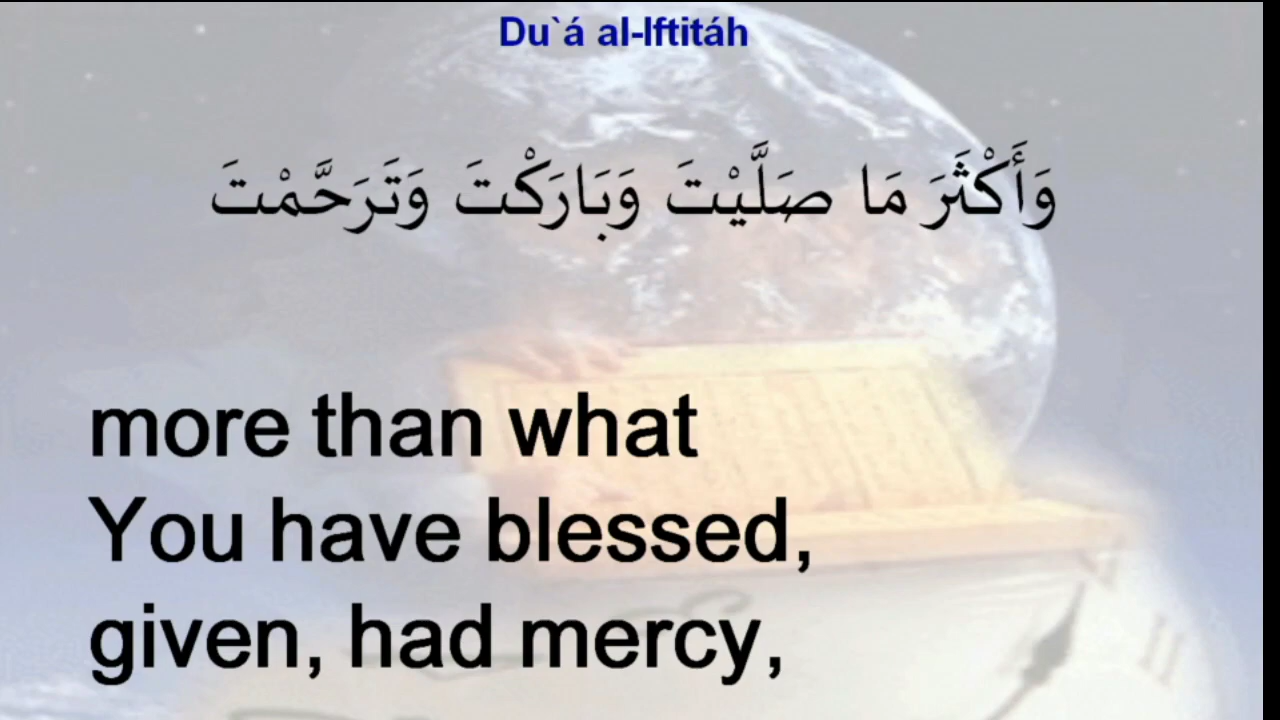 Du`á al-Iftitáh
وَأَكْثَرَ مَا صَلَّيْتَ وَبَارَكْتَ وَتَرَحَّمْتَ
more than what
You have blessed,
given, had mercy,